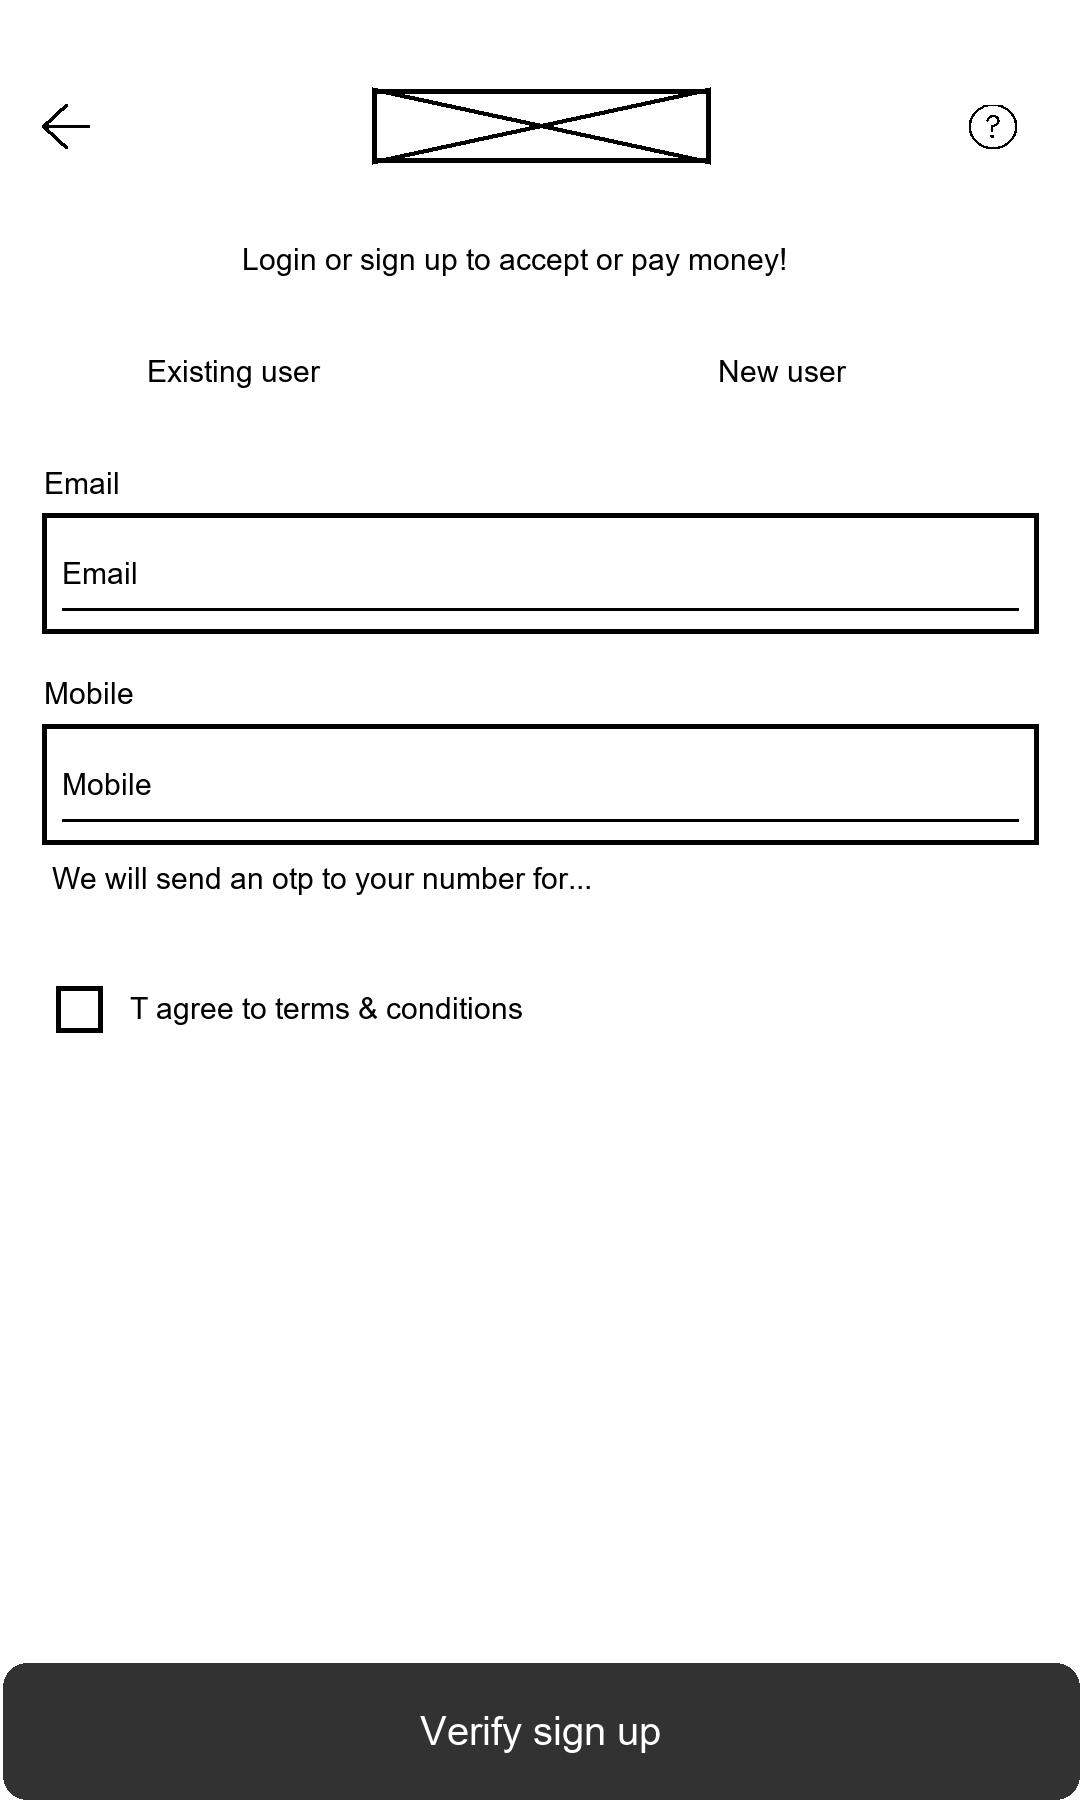 ?
Login or sign up to accept or pay money!
Existing user
New user
Email
Email
Mobile
Mobile
We will send an otp to your number for...
T agree to terms & conditions
Verify sign up